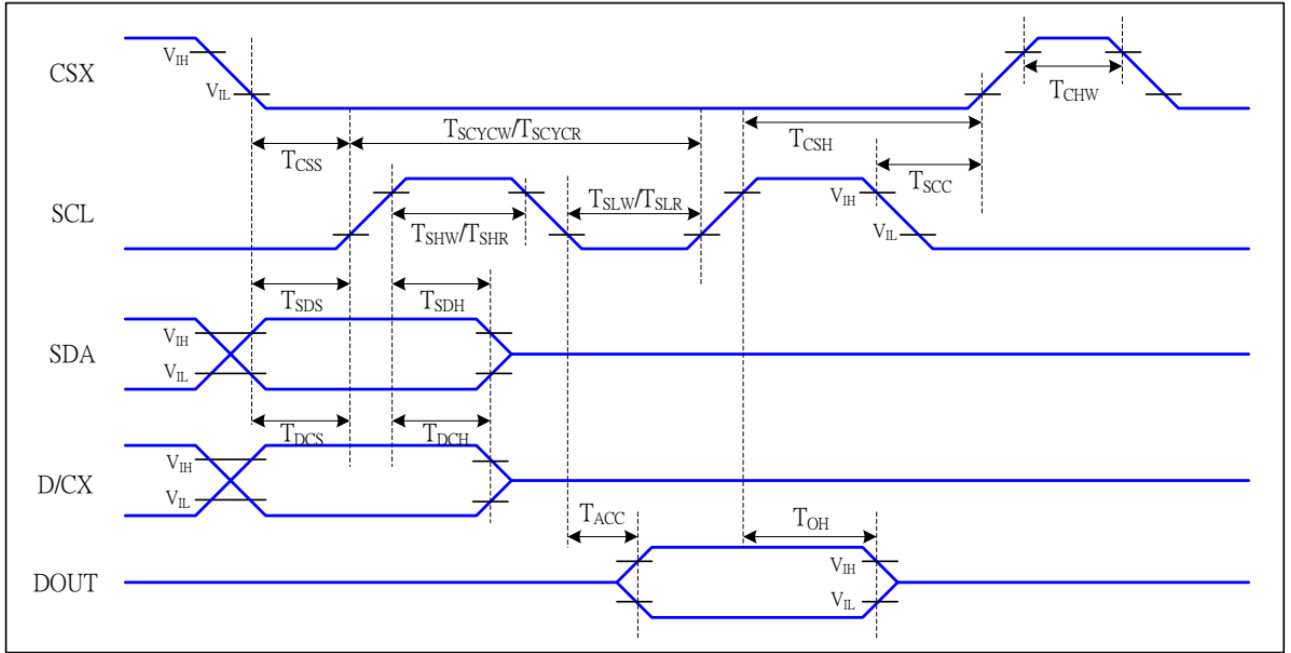 V_IH
CSX
V_IL
T_CHW
T_SCYCW/T_SCYCR
T_CSS
T_CSH
T_SCC
T_SLW/T_SLR
V_IH
SCL
T_SHW/T_SHR
V_IL
T_SDS
T_SDH
V_IH
SDA
V_IL
T_DCS
T_DCH
V_IH
D/CX
V_IL
T_ACC
T_OH
V_IH
DOUT
V_IL